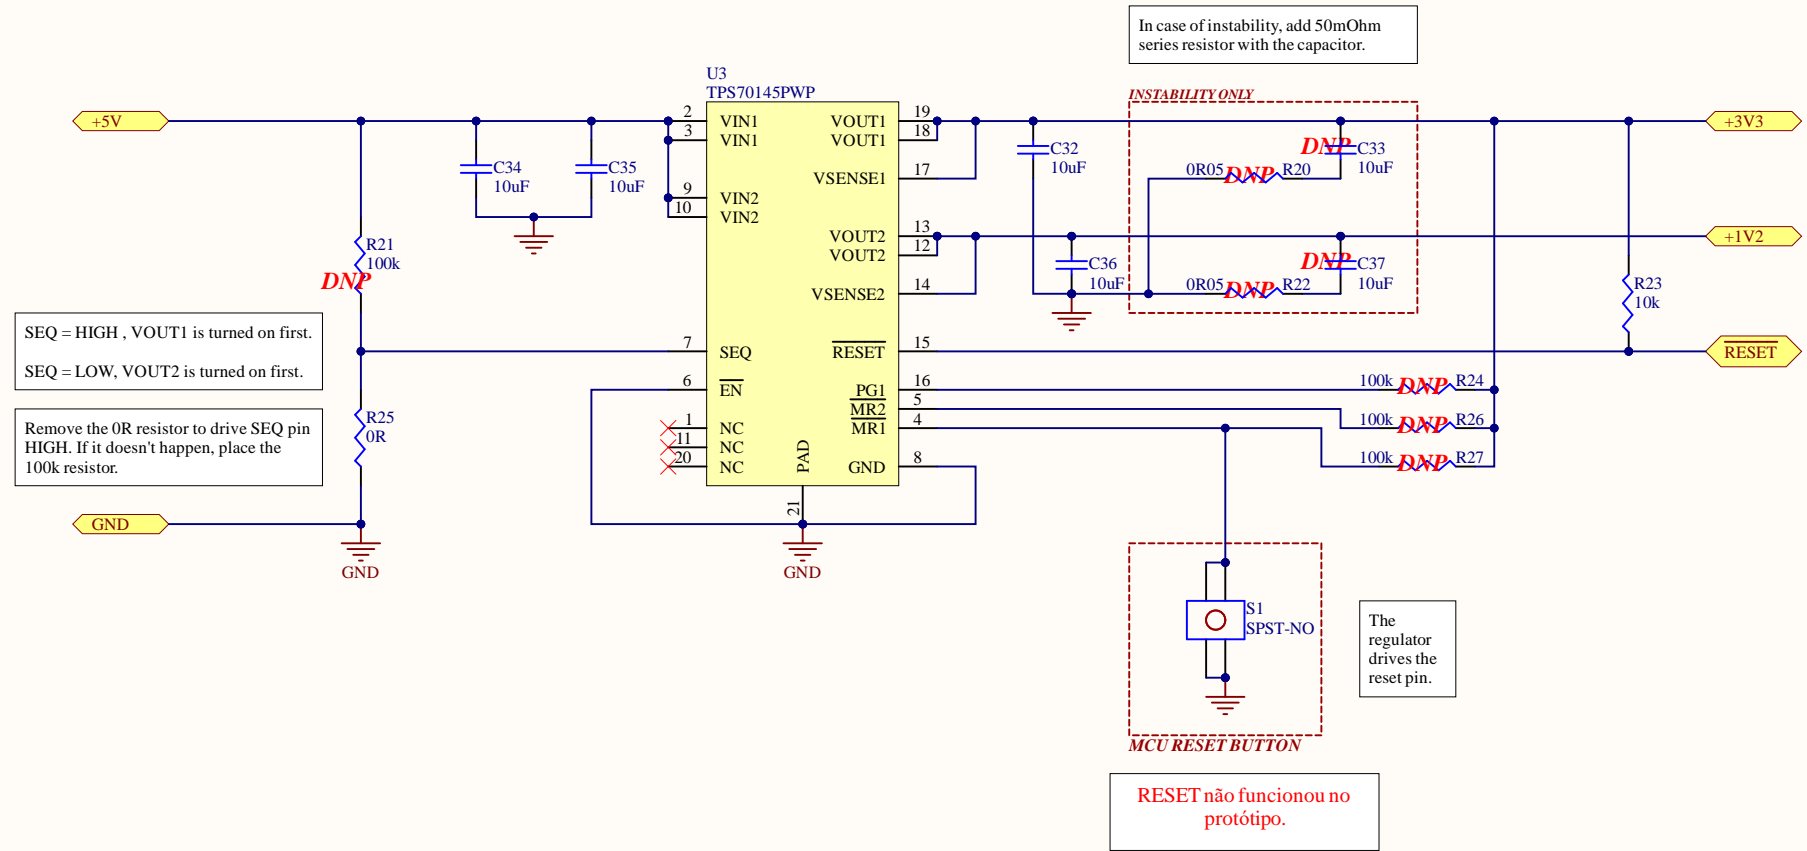 In case of instability, add 50mOhm
series resistor with the capacitor.
U3
TPS70145PWP
INSTABILITY ONLY
+5V
2 VIN1
3 VIN1
9 VIN2
10 VIN2
7 SEQ
6 EN
1 NC
11 NC
20 NC
PAD
21
VOUT1 19
VOUT1 18
VSENSE1 17
VOUT2 13
VOUT2 12
VSENSE2 14
RESET 15
PG1 16
MR2 5
MR1 4
GND 8
C34
10uF
C35
10uF
C32
10uF
DNP C33
10uF
0R05 DNP R20
C36
10uF
DNP C37
10uF
0R05 DNP R22
+3V3
+1V2
R23
10k
RESET
R21
100k
DNP
SEQ = HIGH , VOUT1 is turned on first.
SEQ = LOW, VOUT2 is turned on first.
Remove the 0R resistor to drive SEQ pin
HIGH. If it doesn't happen, place the
100k resistor.
R25
0R
GND
GND
GND
100k DNP R24
100k DNP R26
100k DNP R27
S1
SPST-NO
MCU RESET BUTTON
The
regulator
drives the
reset pin.
RESET não funcionou no
protótipo.